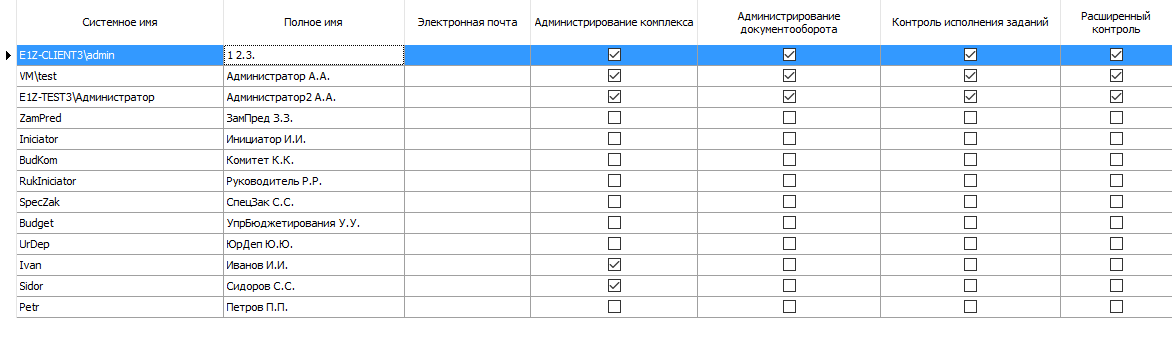 Системное имя Полное имя Электронная почта Администрирование комплекса Администрирование документооборота Контроль исполнения заданий Расширенный контроль
E1Z-CLIENT3\admin 1 2.3.
VM\test Администратор А.А.
E1Z-TEST3\Администратор Администратор2 А.А.
ZamPred ЗамПред З.З.
Iniciator Инициатор И.И.
BudKom Комитет К.К.
RukIniciator Руководитель Р.Р.
SpecZak СпецЗак С.С.
Budget УпрБюджетирования У.У.
UrDep ЮрДеп Ю.Ю.
Ivan Иванов И.И.
Sidor Сидоров С.С.
Petr Петров П.П.